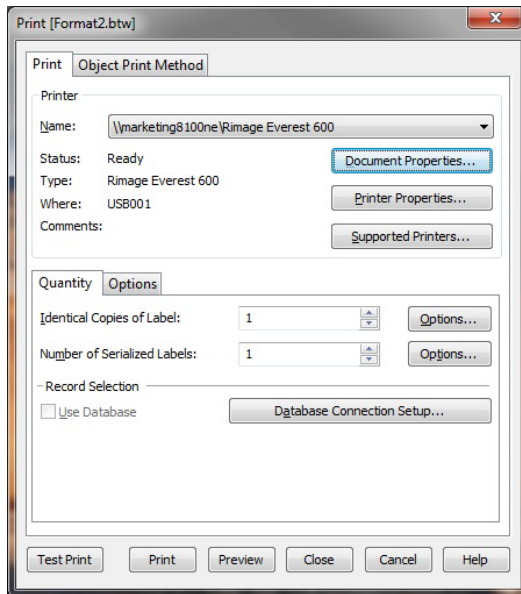 Print [Format2.btw]
x
Print Object Print Method
Printer
Name: \\marketing8100ne\Rimage Everest 600
Status: Ready Document Properties...
Type: Rimage Everest 600
Where: USB001 Printer Properties...
Comments:
Supported Printers...
Quantity Options
Identical Copies of Label: 1 Options...
Number of Serialized Labels: 1 Options...
Record Selection
Use Database Database Connection Setup...
Test Print Print Preview Close Cancel Help